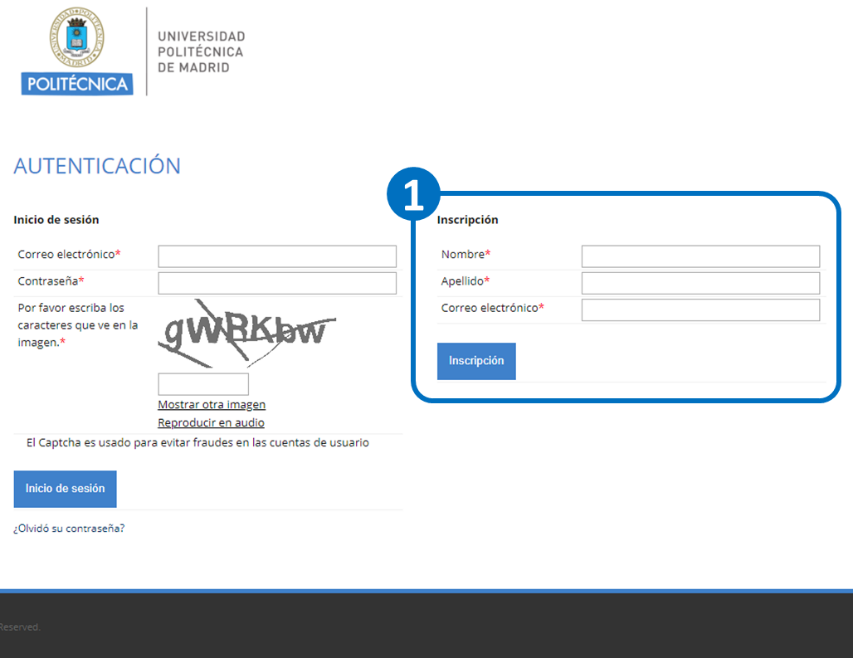 POLITÉCNICA
UNIVERSIDAD
POLITÉCNICA
DE MADRID
AUTENTICACIÓN
Inicio de sesión
Correo electrónico*
Contraseña*
Por favor escriba los
caracteres que ve en la
imagen.*
Mostrar otra imagen
Reproducir en audio
El Captcha es usado para evitar fraudes en las cuentas de usuario
Inicio de sesión
¿Olvidó su contraseña?
1
Inscripción
Nombre*
Apellido*
Correo electrónico*
Inscripción
Reserved.